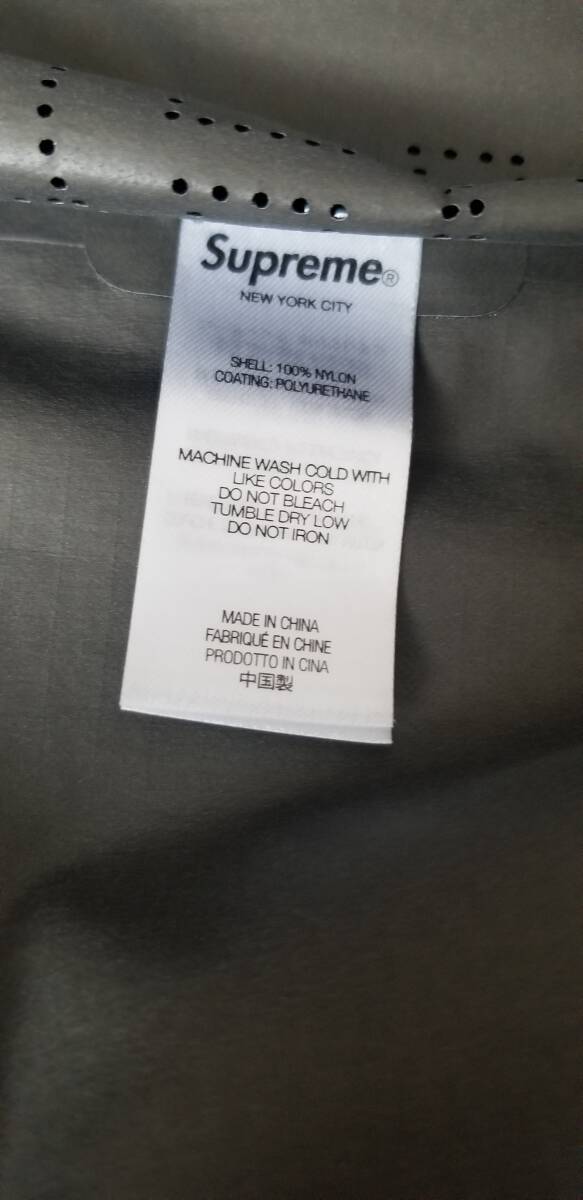 Supreme®
NEW YORK CITY
SHELL: 100% NYLON
COATING: POLYURETHANE
MACHINE WASH COLD WITH
LIKE COLORS
DO NOT BLEACH
TUMBLE DRY LOW
DO NOT IRON
MADE IN CHINA
FABRIQUÉ EN CHINE
PRODOTTO IN CINA
中国製